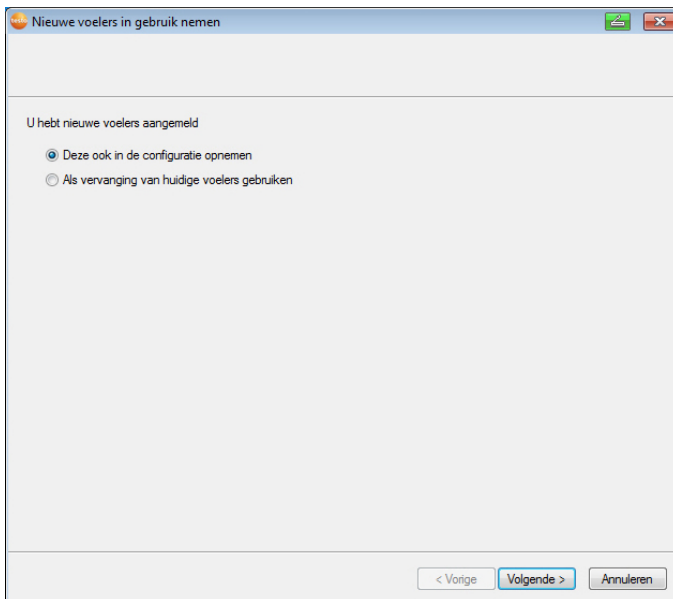 Nieuwe voelers in gebruik nemen
U hebt nieuwe voelers aangemeld
Deze ook in de configuratie opnemen
Als vervanging van huidige voelers gebruiken
< Vorige
Volgende >
Annuleren